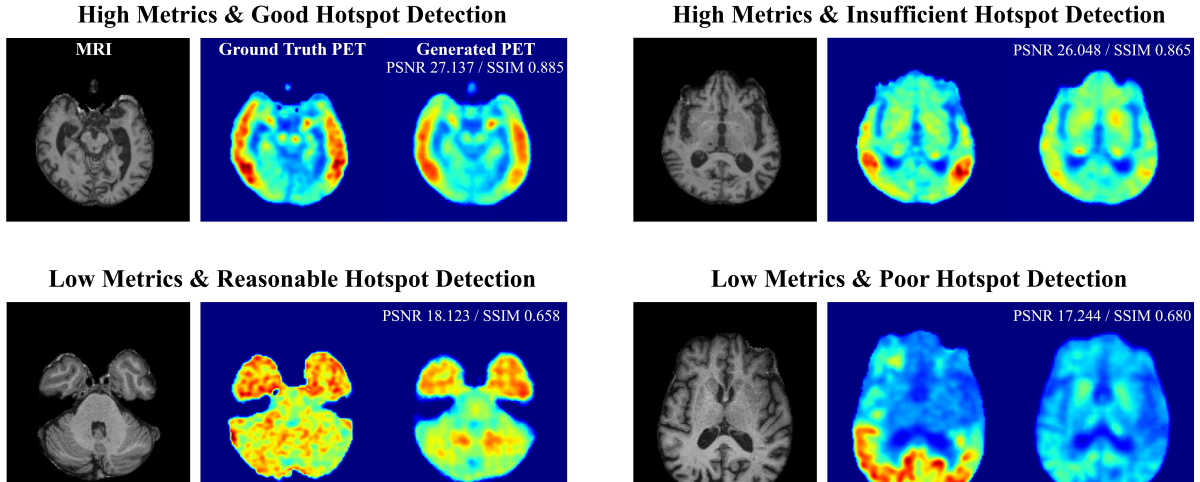 High Metrics & Good Hotspot Detection
MRI
Ground Truth PET
Generated PET
PSNR 27.137 / SSIM 0.885
High Metrics & Insufficient Hotspot Detection
PSNR 26.048 / SSIM 0.865
Low Metrics & Reasonable Hotspot Detection
PSNR 18.123 / SSIM 0.658
Low Metrics & Poor Hotspot Detection
PSNR 17.244 / SSIM 0.680